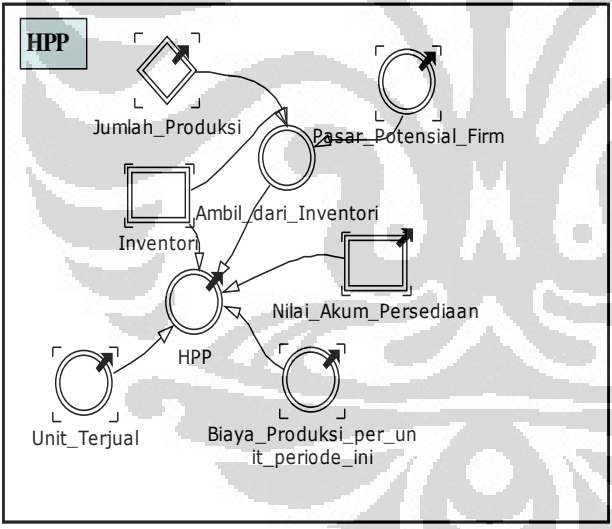 HPP
Jumlah_Produksi
Pasar_Potensial_Firm
Ambil_dari_Inventori
Inventori
Nilai_Akum_Persediaan
HPP
Unit_Terjual
Biaya_Produksi_per_un
it_periode_ini